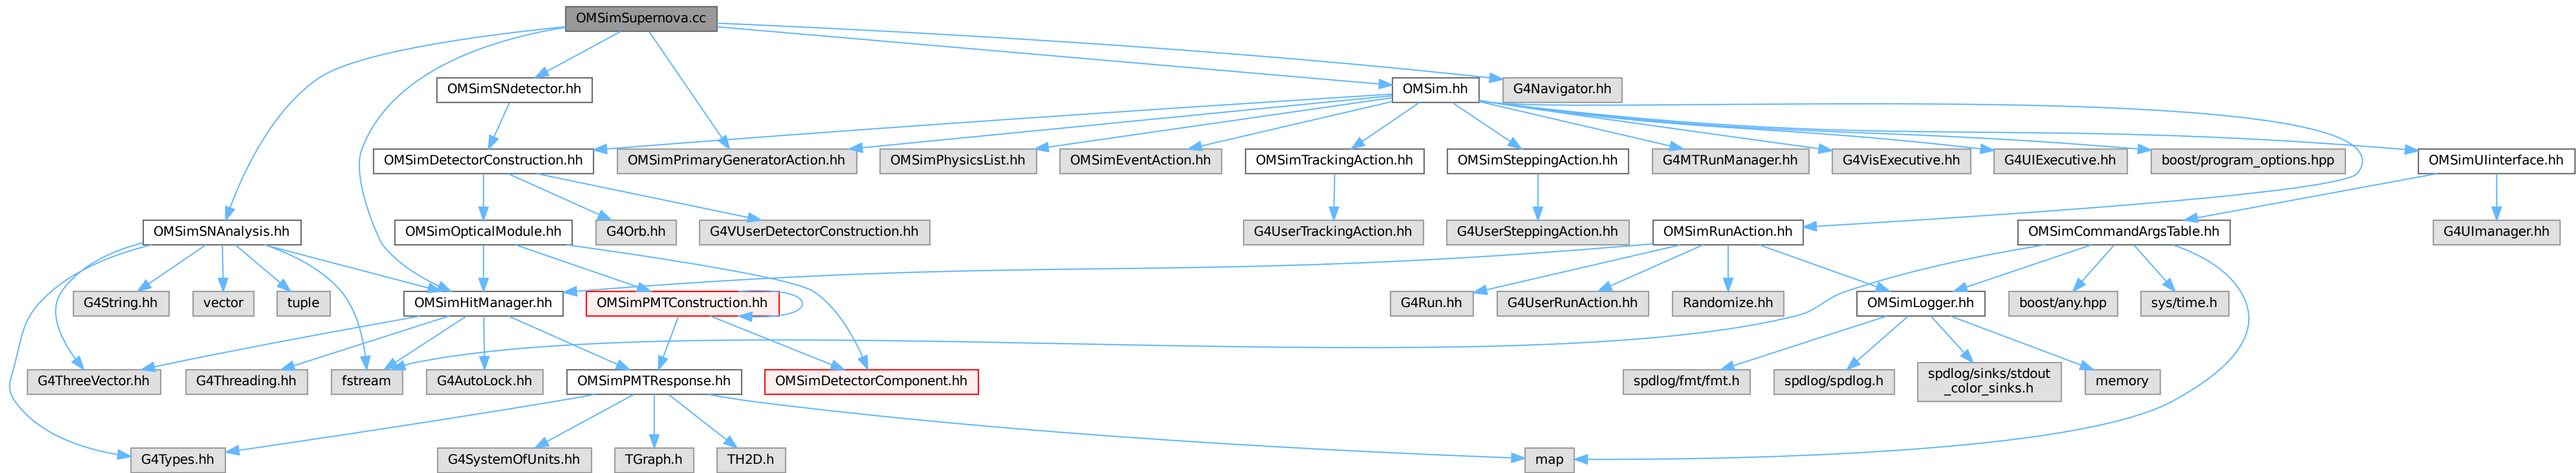 OMSimSupernova.cc
OMSimSNdetector.hh
OMSim.hh
G4Navigator.hh
OMSimDetectorConstruction.hh
OMSimPrimaryGeneratorAction.hh
OMSimPhysicsList.hh
OMSimEventAction.hh
OMSimTrackingAction.hh
OMSimSteppingAction.hh
G4MTRunManager.hh
G4VisExecutive.hh
G4UIExecutive.hh
boost/program_options.hpp
OMSimUIinterface.hh
OMSimSNAnalysis.hh
OMSimOpticalModule.hh
G4Orb.hh
G4VUserDetectorConstruction.hh
G4UserTrackingAction.hh
G4UserSteppingAction.hh
OMSimRunAction.hh
OMSimCommandArgsTable.hh
G4UImanager.hh
G4String.hh
vector
tuple
OMSimHitManager.hh
OMSimPMTConstruction.hh
G4Run.hh
G4UserRunAction.hh
Randomize.hh
OMSimLogger.hh
boost/any.hpp
sys/time.h
G4ThreeVector.hh
G4Threading.hh
fstream
G4AutoLock.hh
OMSimPMTResponse.hh
OMSimDetectorComponent.hh
spdlog/fmt/fmt.h
spdlog/spdlog.h
spdlog/sinks/stdout
_color_sinks.h
memory
G4Types.hh
G4SystemOfUnits.hh
TGraph.h
TH2D.h
map